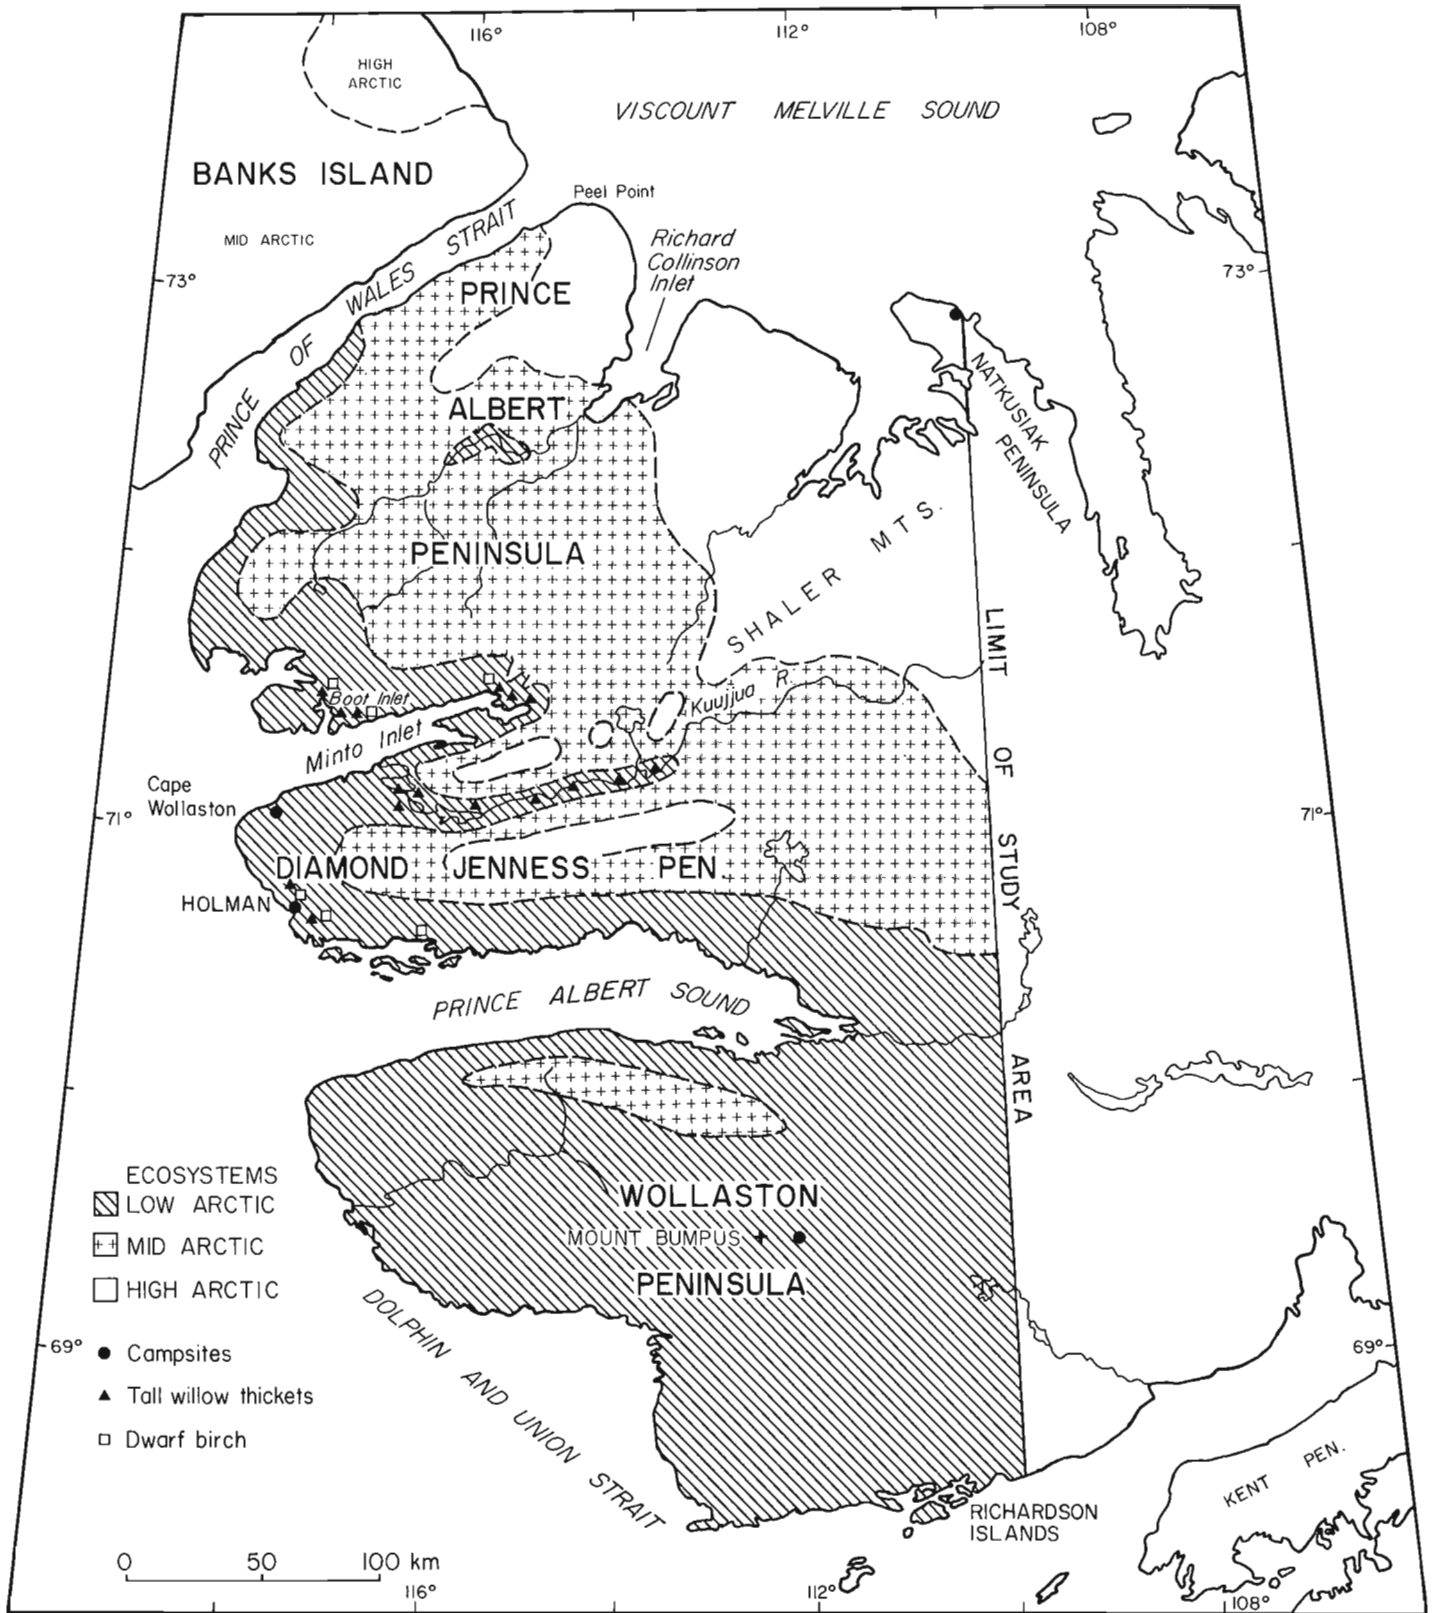 116°
112°
108°
HIGH
ARCTIC
VISCOUNT MELVILLE SOUND
BANKS ISLAND
Peel Point
MID ARCTIC
PRINCE OF WALES STRAIT
Richard
Collinson
Inlet
73°
73°
PRINCE
ALBERT
PENINSULA
NATKUSIAK
PENINSULA
SHALER MTS.
LIMIT OF STUDY AREA
Boot Inlet
Kuujjua R.
Minto Inlet
Cape
Wollaston
71°
71°
DIAMOND JENNESS PEN.
HOLMAN
PRINCE ALBERT SOUND
WOLLASTON
MOUNT BUMPUS
PENINSULA
ECOSYSTEMS
LOW ARCTIC
MID ARCTIC
HIGH ARCTIC
69°
69°
Campsites
Tall willow thickets
Dwarf birch
DOLPHIN AND UNION STRAIT
KENT PEN.
RICHARDSON
ISLANDS
0 50 100 km
116°
112°
108°